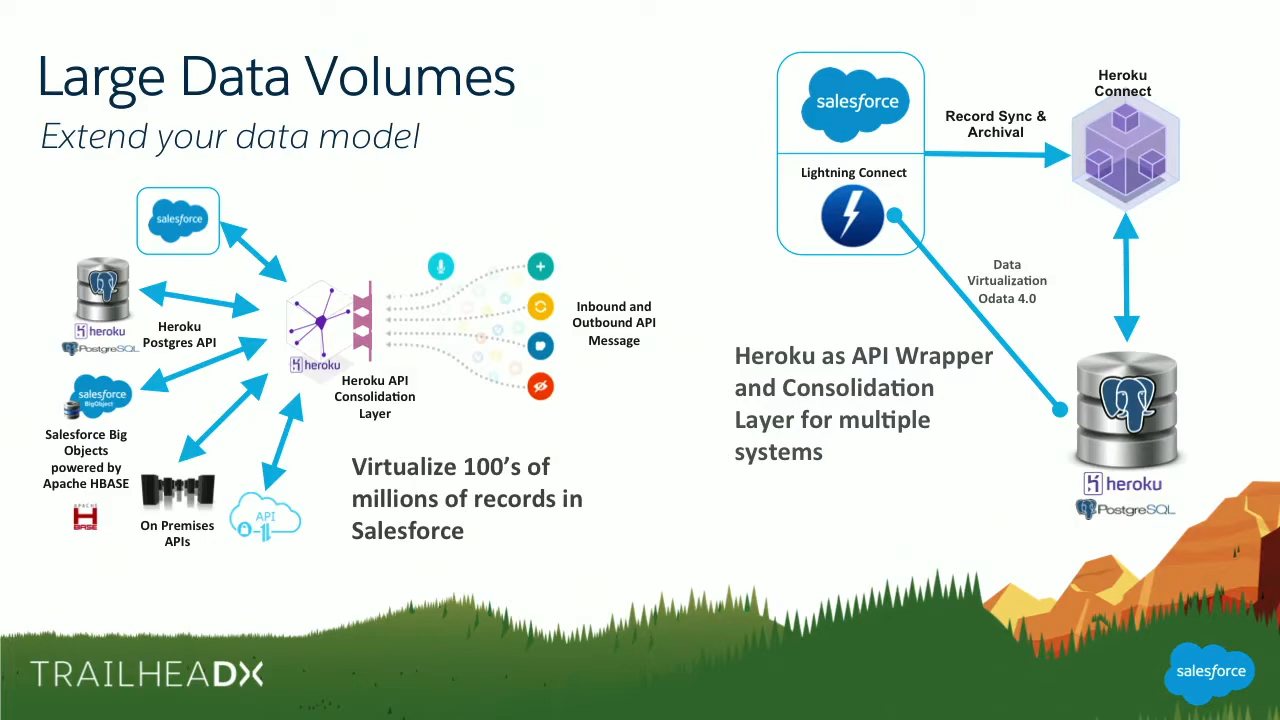 Large Data Volumes
Extend your data model
salesforce
heroku
PostgreSQL
Heroku
Postgres API
salesforce
BigObject
Salesforce Big
Objects
powered by
Apache HBASE
APACHE
H
BASE
On Premises
APIs
API
heroku
Heroku API
Consolidation
Layer
Inbound and
Outbound API
Message
Virtualize 100’s of
millions of records in
Salesforce
salesforce
Lightning Connect
Record Sync &
Archival
Heroku
Connect
Data
Virtualization
Odata 4.0
Heroku as API Wrapper
and Consolidation
Layer for multiple
systems
heroku
PostgreSQL
TRAILHEADX
salesforce